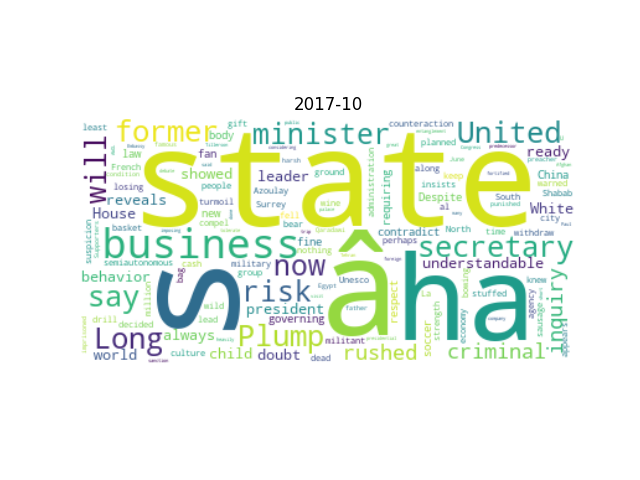 2017-10
least
former
minister
gift
counteraction
United
will
state
body
planned
law
fan
showed
ground
administration
requiring
along
June
preacher
French
leader
insists
keep
China
warned
losing
people
Azoulay
wine
Despite
South
Shabab
reveals
turmoil
Surrey
al
punished
House
new
compel
fell
bear
White
city
suspicion
basket
business
fine
contradict
North
time
withdraw
semiautonomous
cash
nothing
perhaps
secretary
military
now
understandable
behavior
group
Unesco
bag
S
risk
â
ha
respect
La
boxing
stuffed
knew
inquiry
say
million
wild
president
Egypt
strength
economy
agency
sausage
drill
lead
governing
father
Long
decided
always
Plump
militant
soccer
appears
imprisoned
world
culture
child
doubt
dead
rushed
criminal